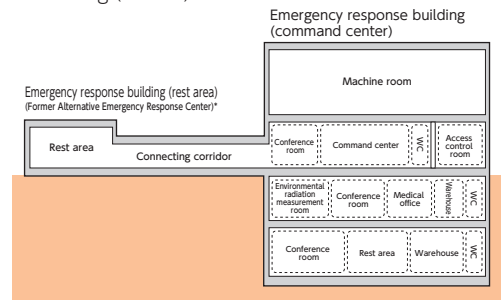 Emergency response building
(command center)
Machine room
Emergency response building (rest area)
(Former Alternative Emergency Response Center)*
Rest area
Connecting corridor
Conference
room
Command center
WC
Access
control
room
Environmental
radiation
measurement
room
Conference
room
Medical
office
Warehouse
WC
Conference
room
Rest area
Warehouse
WC